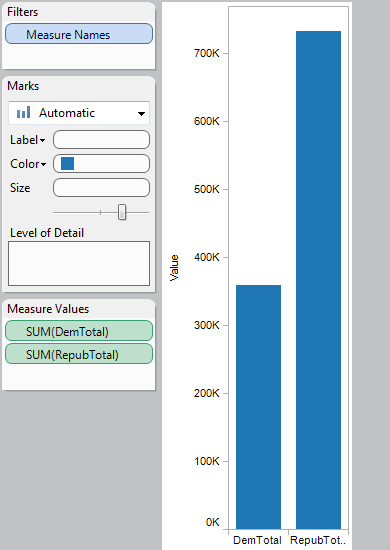 Filters
Measure Names
Marks
Automatic
Label
Color
Size
Level of Detail
Measure Values
SUM(DemTotal)
SUM(RepubTotal)
Value
700K
600K
500K
400K
300K
200K
100K
0K
DemTotal
RepubTot..